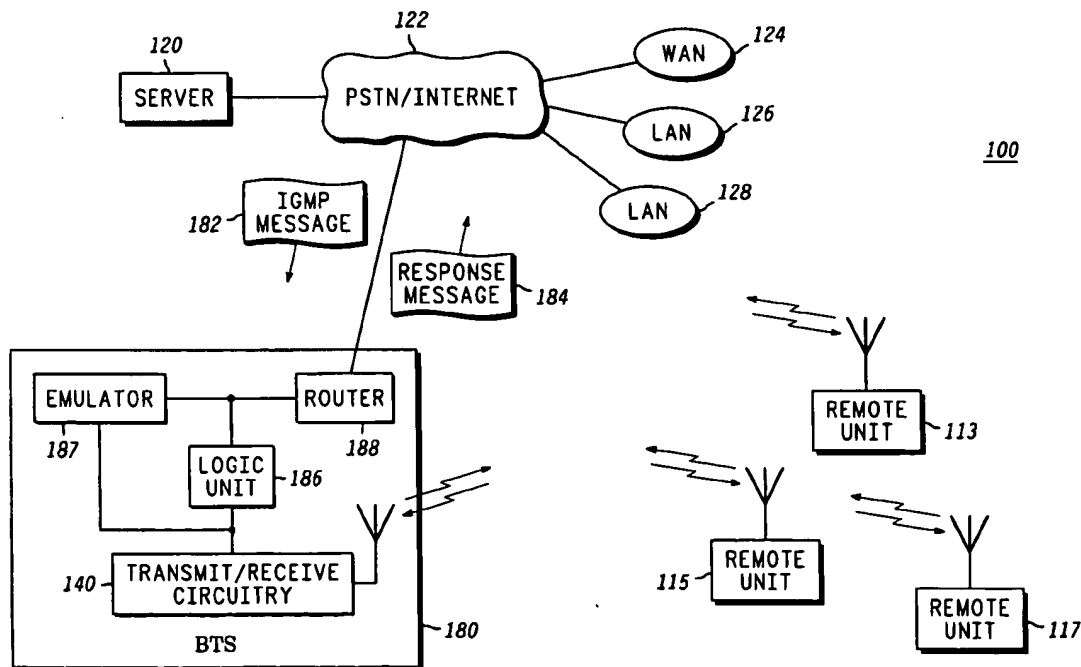 122
124
WAN
120
SERVER
PSTN/INTERNET
126
LAN
100
128
LAN
IGMP
MESSAGE
182
RESPONSE
MESSAGE
184
EMULATOR
187
ROUTER
188
REMOTE
UNIT
113
LOGIC
UNIT
186
TRANSMIT/RECEIVE
CIRCUITRY
140
REMOTE
UNIT
115
REMOTE
UNIT
117
BTS
180